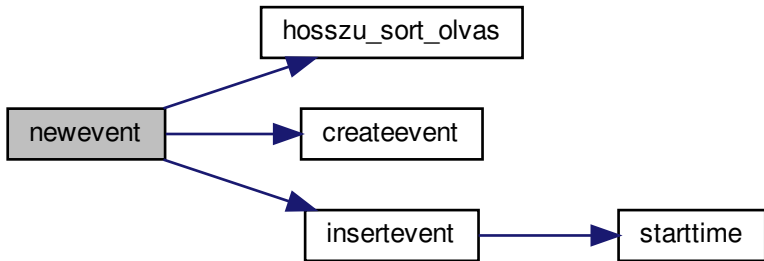 hosszu_sort_olvas
newevent
createevent
insertevent
starttime